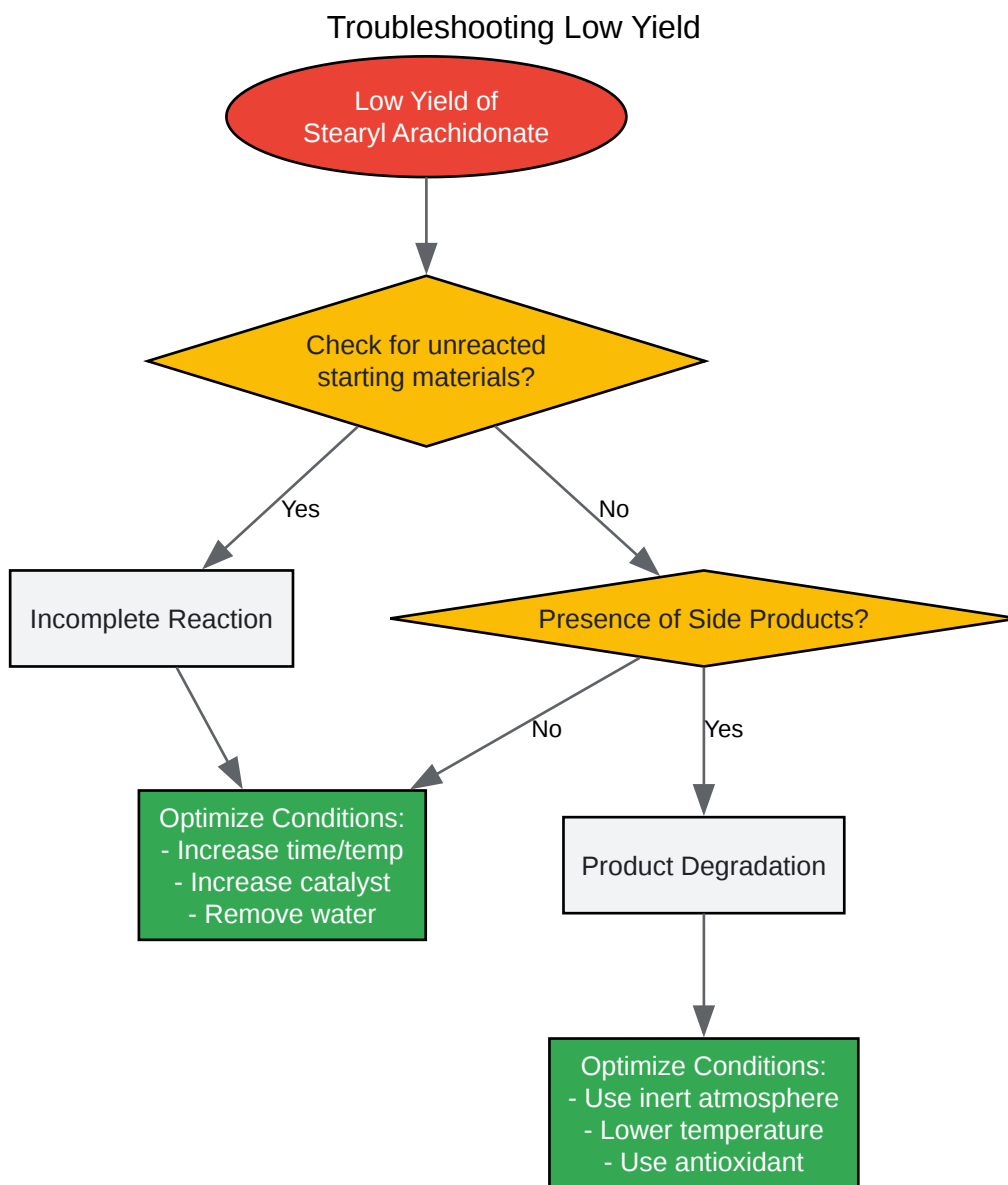 Troubleshooting Low Yield
Low Yield of
Stearyl Arachidonate
Check for unreacted
starting materials?
Yes
No
Incomplete Reaction
Presence of Side Products?
No
Yes
Optimize Conditions:
- Increase time/temp
- Increase catalyst
- Remove water
Product Degradation
Optimize Conditions:
- Use inert atmosphere
- Lower temperature
- Use antioxidant